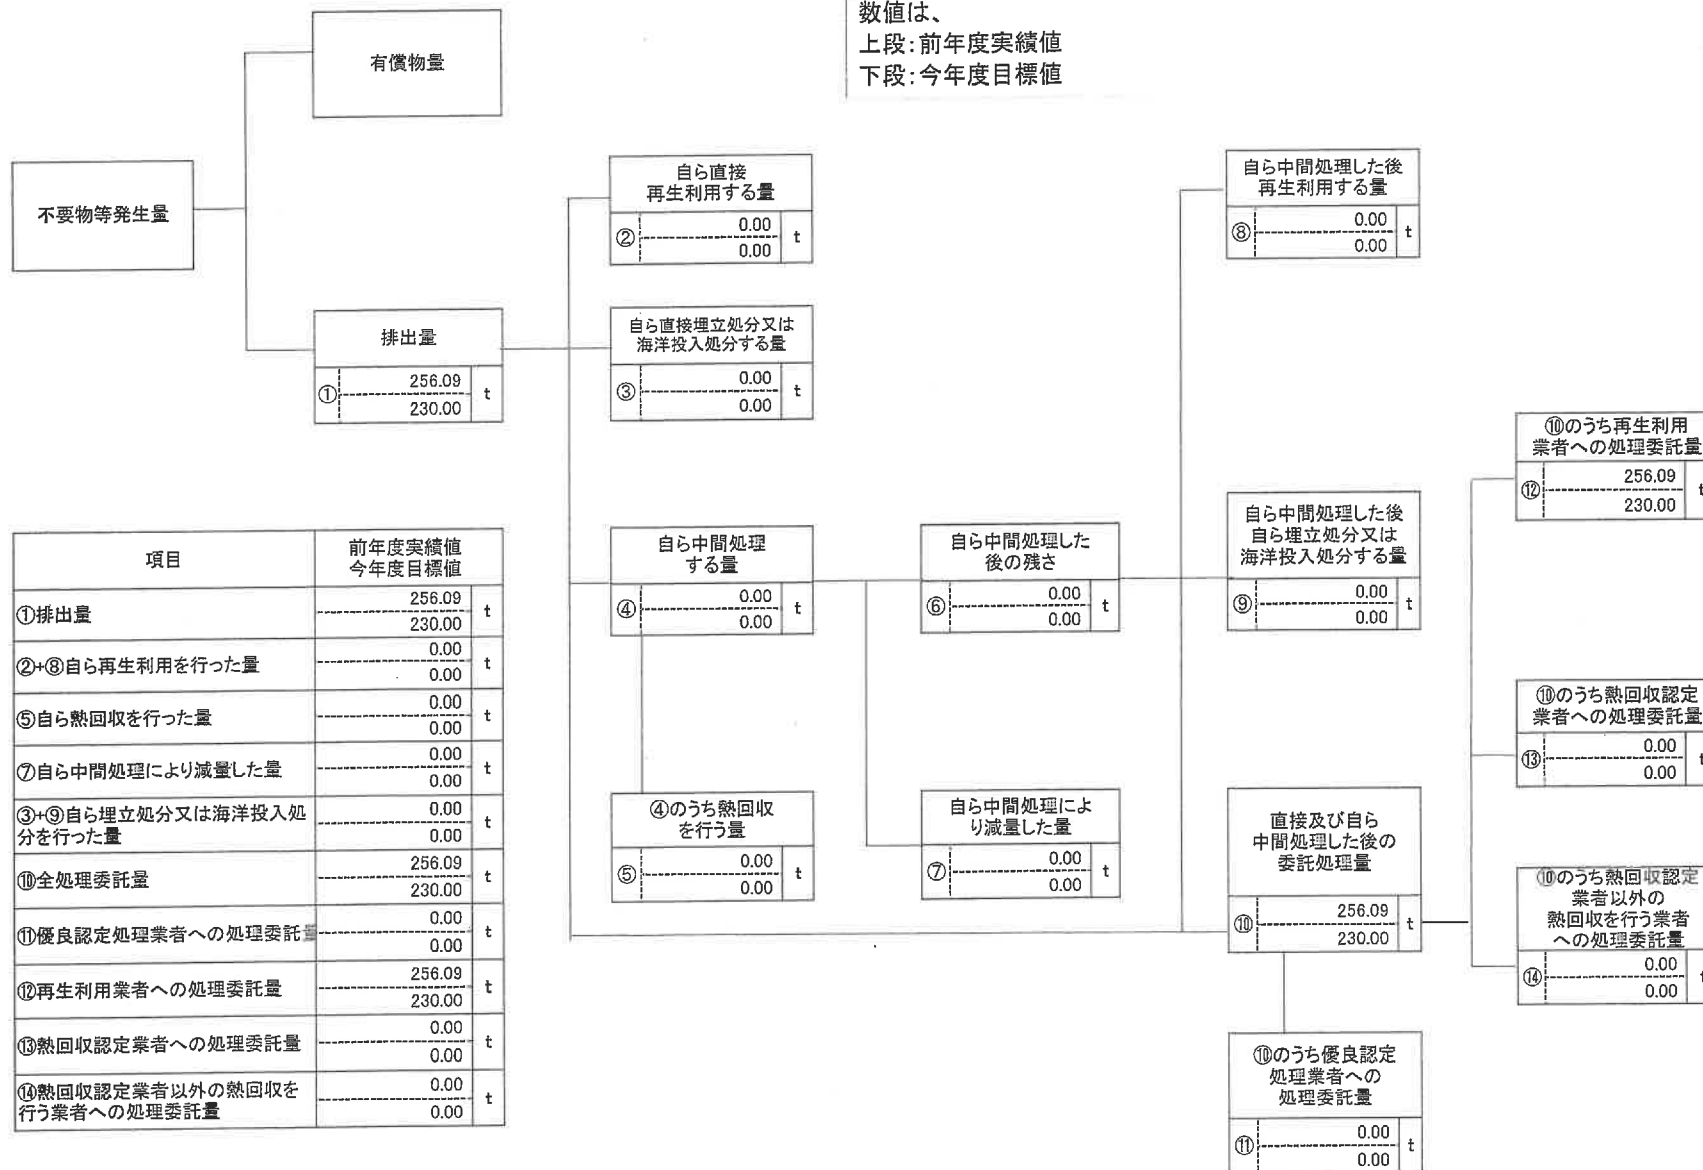 数値は、
上段：前年度実績値
下段：今年度目標値
有償物量
不要物等発生量
排出量
① 256.09 t
230.00
自ら直接
再生利用する量
② 0.00 t
0.00
自ら直接埋立処分又は
海洋投入処分する量
③ 0.00 t
0.00
自ら中間処理
する量
④ 0.00 t
0.00
④のうち熱回収
を行う量
⑤ 0.00 t
0.00
自ら中間処理した
後の残さ
⑥ 0.00 t
0.00
自ら中間処理によ
り減量した量
⑦ 0.00 t
0.00
自ら中間処理した後
再生利用する量
⑧ 0.00 t
0.00
自ら中間処理した後
自ら埋立処分又は
海洋投入処分する量
⑨ 0.00 t
0.00
直接及び自ら
中間処理した後の
委託処理量
⑩ 256.09 t
230.00
⑩のうち優良認定
処理業者への
処理委託量
⑪ 0.00 t
0.00
⑩のうち再生利用
業者への処理委託量
⑫ 256.09 t
230.00
⑩のうち熱回収認定
業者への処理委託量
⑬ 0.00 t
0.00
⑩のうち熱回収認定
業者以外の
熱回収を行う業者
への処理委託量
⑭ 0.00 t
0.00
項目 前年度実績値
今年度目標値
①排出量 256.09 t
230.00
②+⑧自ら再生利用を行った量 0.00 t
0.00
⑤自ら熱回収を行った量 0.00 t
0.00
⑦自ら中間処理により減量した量 0.00 t
0.00
③+⑨自ら埋立処分又は海洋投入処
分を行った量 0.00 t
0.00
⑩全処理委託量 256.09 t
230.00
⑪優良認定処理業者への処理委託量 0.00 t
0.00
⑫再生利用業者への処理委託量 256.09 t
230.00
⑬熱回収認定業者への処理委託量 0.00 t
0.00
⑭熱回収認定業者以外の熱回収を
行う業者への処理委託量 0.00 t
0.00